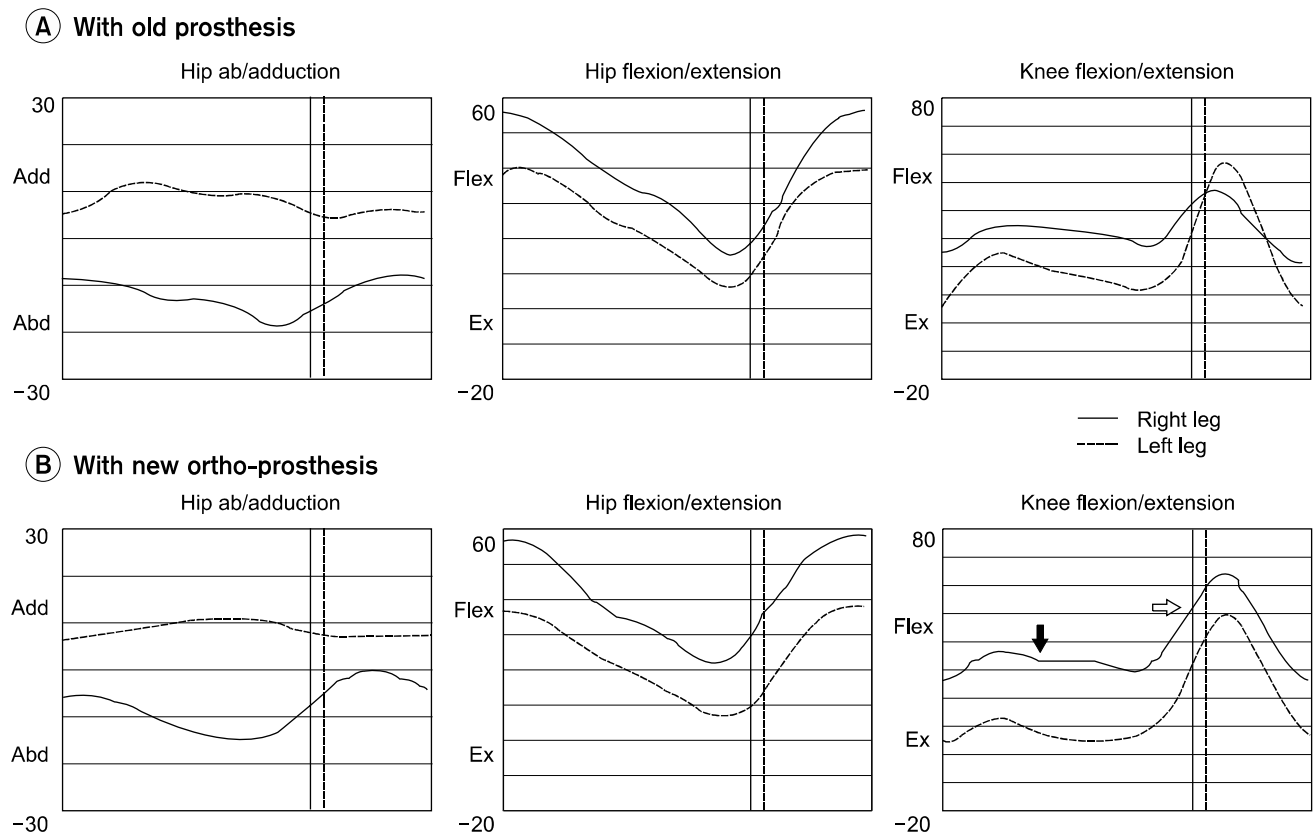 A With old prosthesis
Hip ab/adduction
Hip flexion/extension
Knee flexion/extension
30
Add
Abd
−30
60
Flex
Ex
−20
80
Flex
Ex
−20
Right leg
Left leg
B With new ortho-prosthesis
Hip ab/adduction
Hip flexion/extension
Knee flexion/extension
30
Add
Abd
−30
60
Flex
Ex
−20
80
Flex
Ex
−20